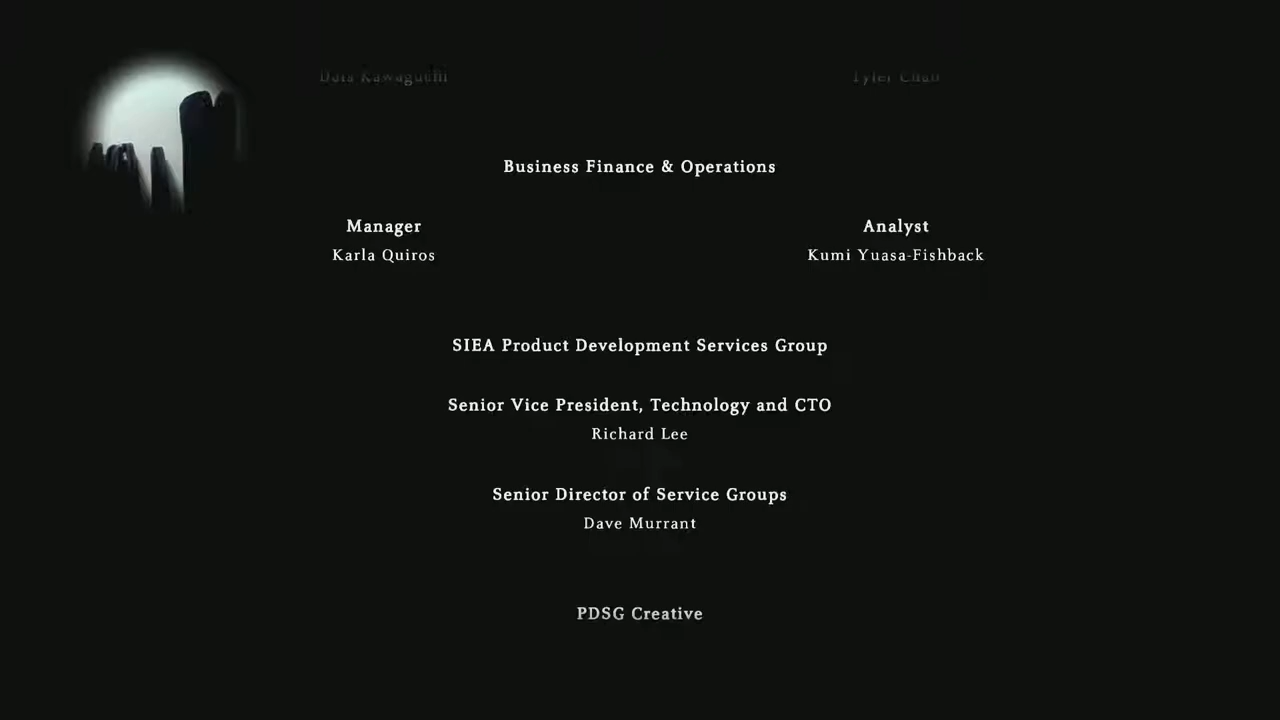 Business Finance & Operations
Manager
Analyst
Karla Quiros
Kumi Yuasa-Fishback
SIEA Product Development Services Group
Senior Vice President, Technology and CTO
Richard Lee
Senior Director of Service Groups
Dave Murrant
PDSG Creative